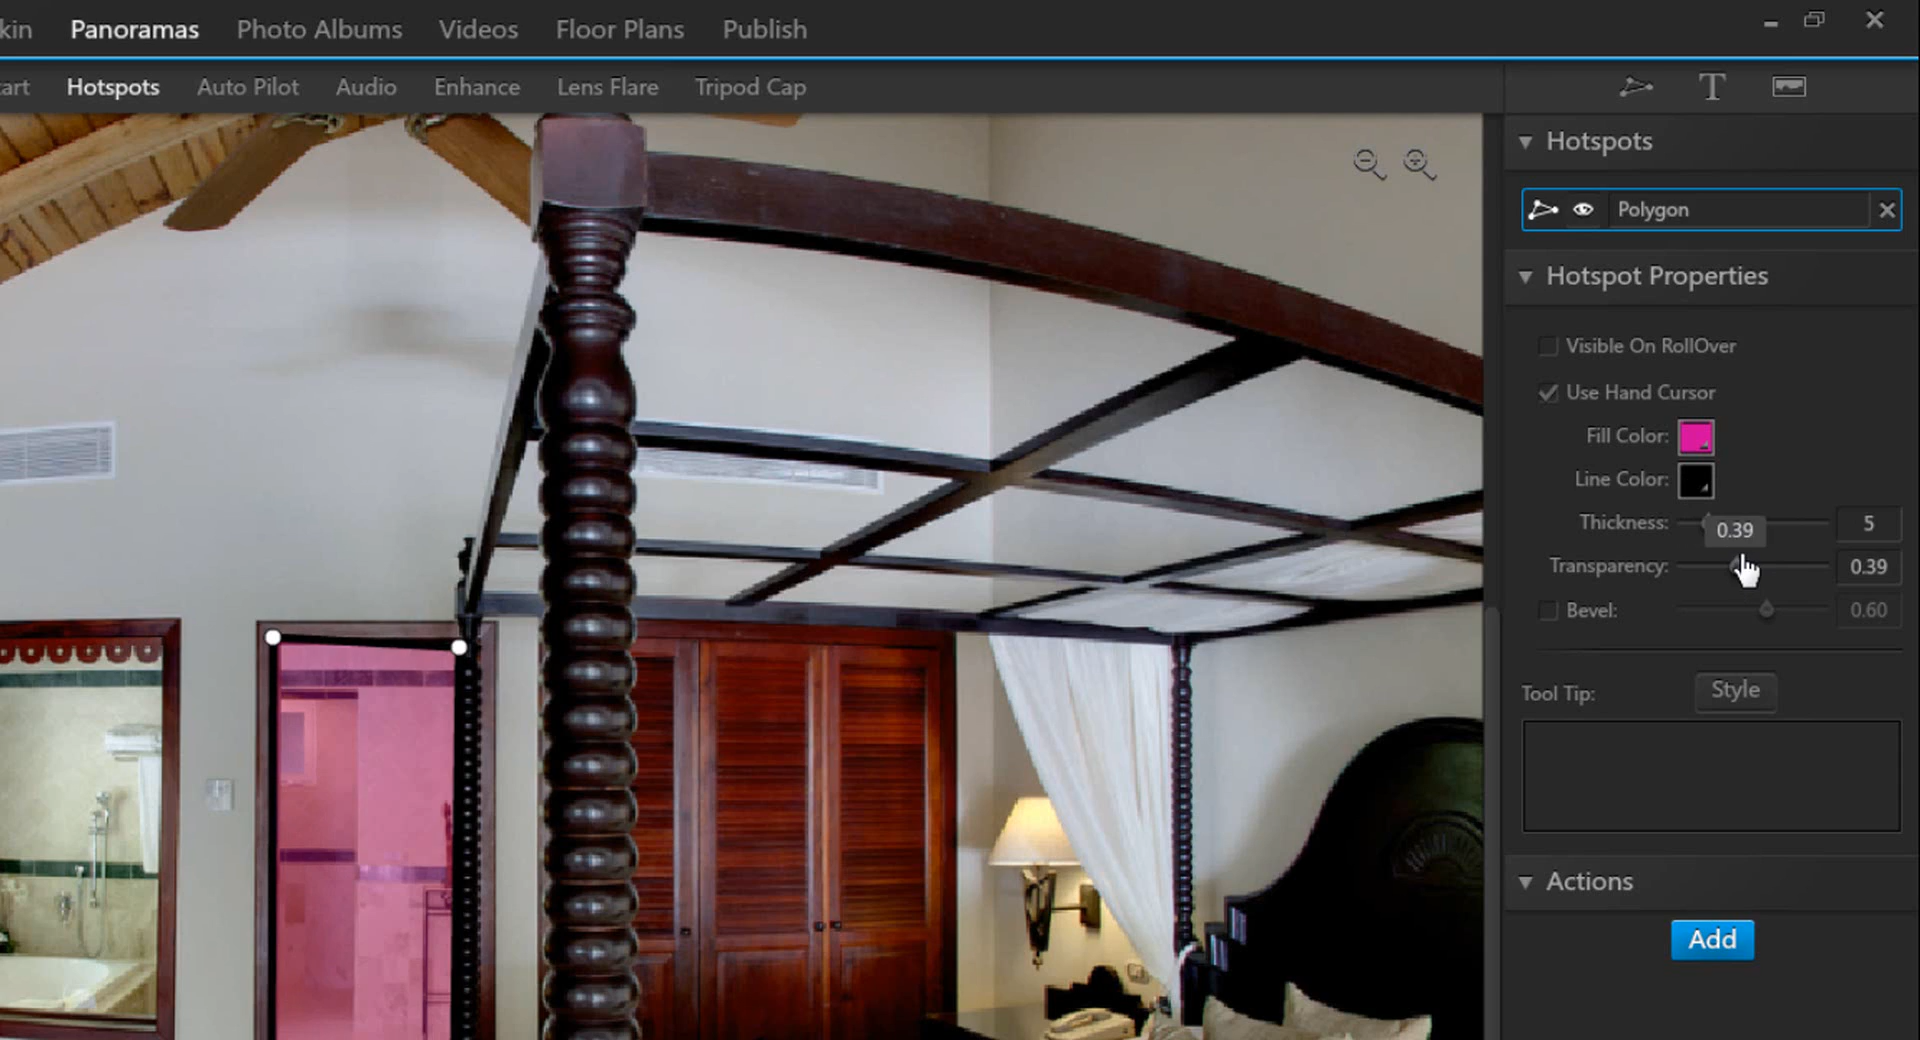 kin Panoramas Photo Albums Videos Floor Plans Publish
art Hotspots Auto Pilot Audio Enhance Lens Flare Tripod Cap
T
Hotspots
Polygon
Hotspot Properties
Visible On RollOver
Use Hand Cursor
Fill Color:
Line Color:
Thickness: 5
0.39
Transparency: 0.39
Bevel: 0.60
Tool Tip: Style
Actions
Add